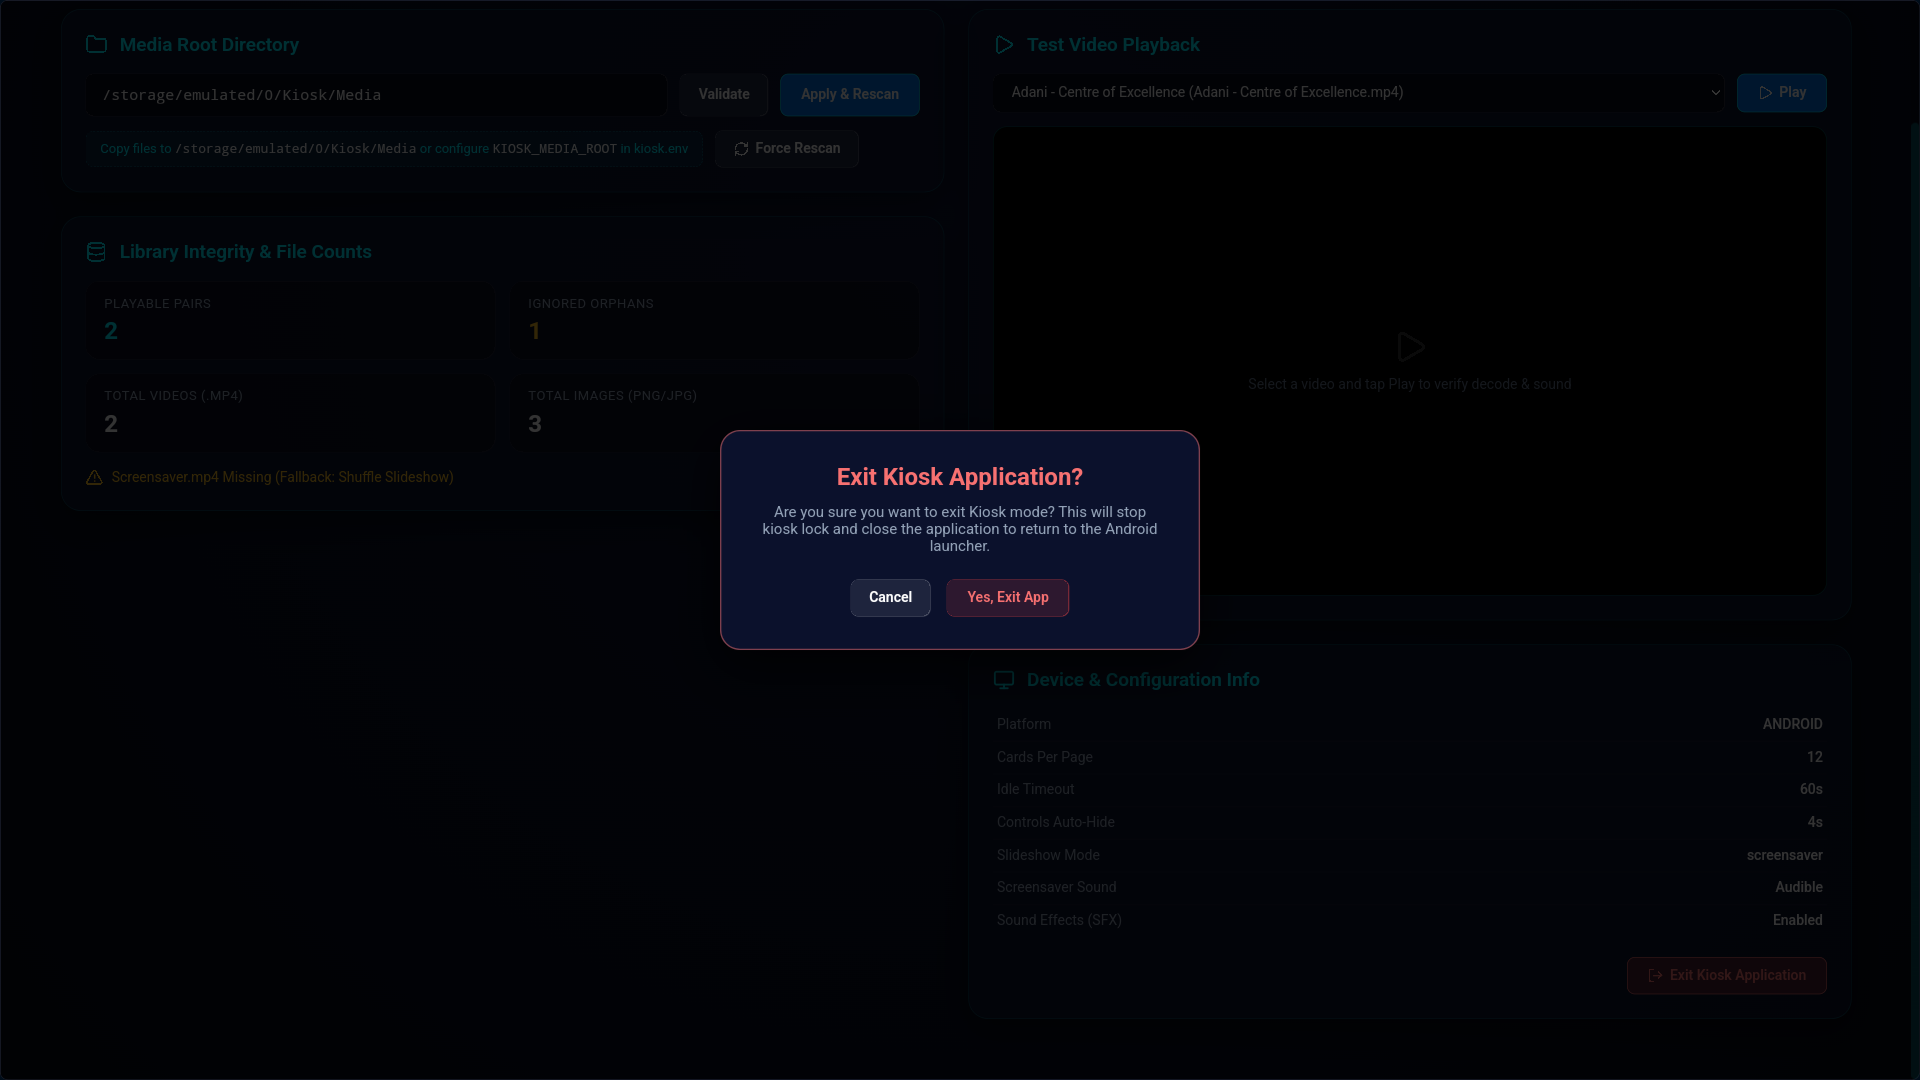 Media Root Directory
/storage/emulated/0/Kiosk/Media
Validate
Apply & Rescan
Copy files to /storage/emulated/0/Kiosk/Media or configure KIOSK_MEDIA_ROOT in kiosk.env
Force Rescan
Library Integrity & File Counts
PLAYABLE PAIRS
2
IGNORED ORPHANS
1
TOTAL VIDEOS (.MP4)
2
TOTAL IMAGES (PNG/JPG)
3
Screensaver.mp4 Missing (Fallback: Shuffle Slideshow)
Test Video Playback
Adani - Centre of Excellence (Adani - Centre of Excellence.mp4)
Play
Select a video and tap Play to verify decode & sound
Exit Kiosk Application?
Are you sure you want to exit Kiosk mode? This will stop
kiosk lock and close the application to return to the Android
launcher.
Cancel
Yes, Exit App
Device & Configuration Info
Platform ANDROID
Cards Per Page 12
Idle Timeout 60s
Controls Auto-Hide 4s
Slideshow Mode screensaver
Screensaver Sound Audible
Sound Effects (SFX) Enabled
Exit Kiosk Application